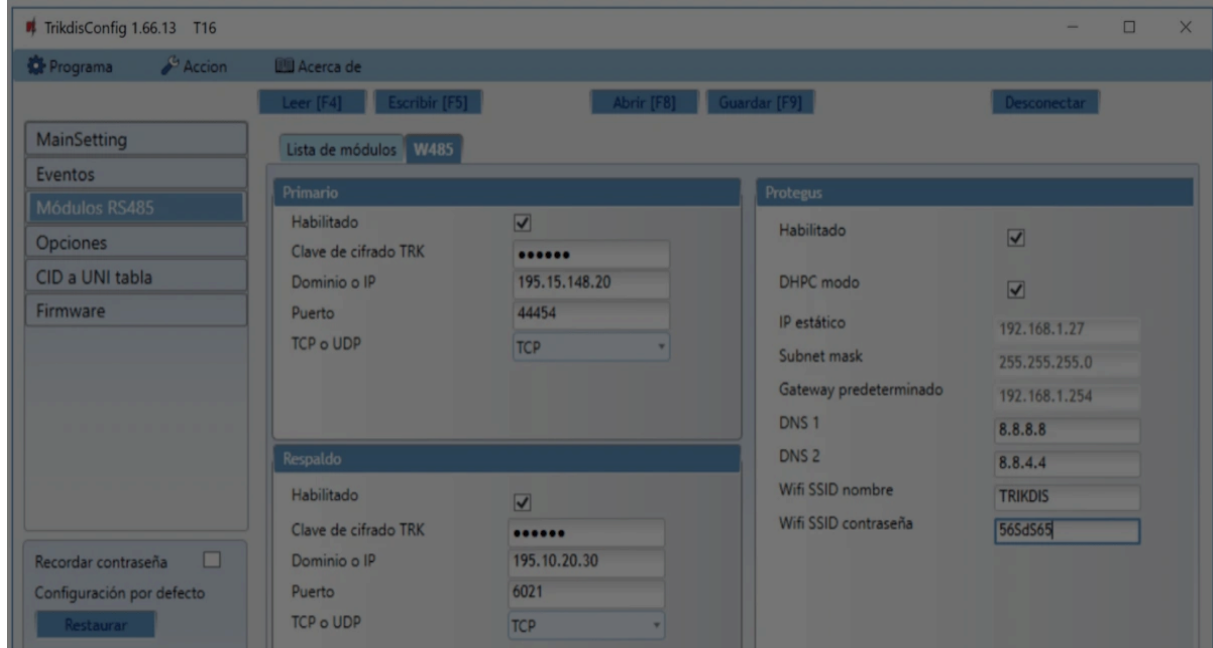 TrikdisConfig 1.66.13 T16
Programa Accion Acerca de
Leer [F4] Escribir [F5] Abrir [F8] Guardar [F9] Desconectar
MainSetting
Eventos
Módulos RS485
Opciones
CID a UNI tabla
Firmware
Recordar contraseña
Configuración por defecto
Restaurar
Lista de módulos W485
Primario
Habilitado
Clave de cifrado TRK ••••••
Dominio o IP 195.15.148.20
Puerto 44454
TCP o UDP TCP
Respaldo
Habilitado
Clave de cifrado TRK ••••••
Dominio o IP 195.10.20.30
Puerto 6021
TCP o UDP TCP
Protegus
Habilitado
DHPC modo
IP estático 192.168.1.27
Subnet mask 255.255.255.0
Gateway predeterminado 192.168.1.254
DNS 1 8.8.8.8
DNS 2 8.8.4.4
Wifi SSID nombre TRIKDIS
Wifi SSID contraseña 56SdS65